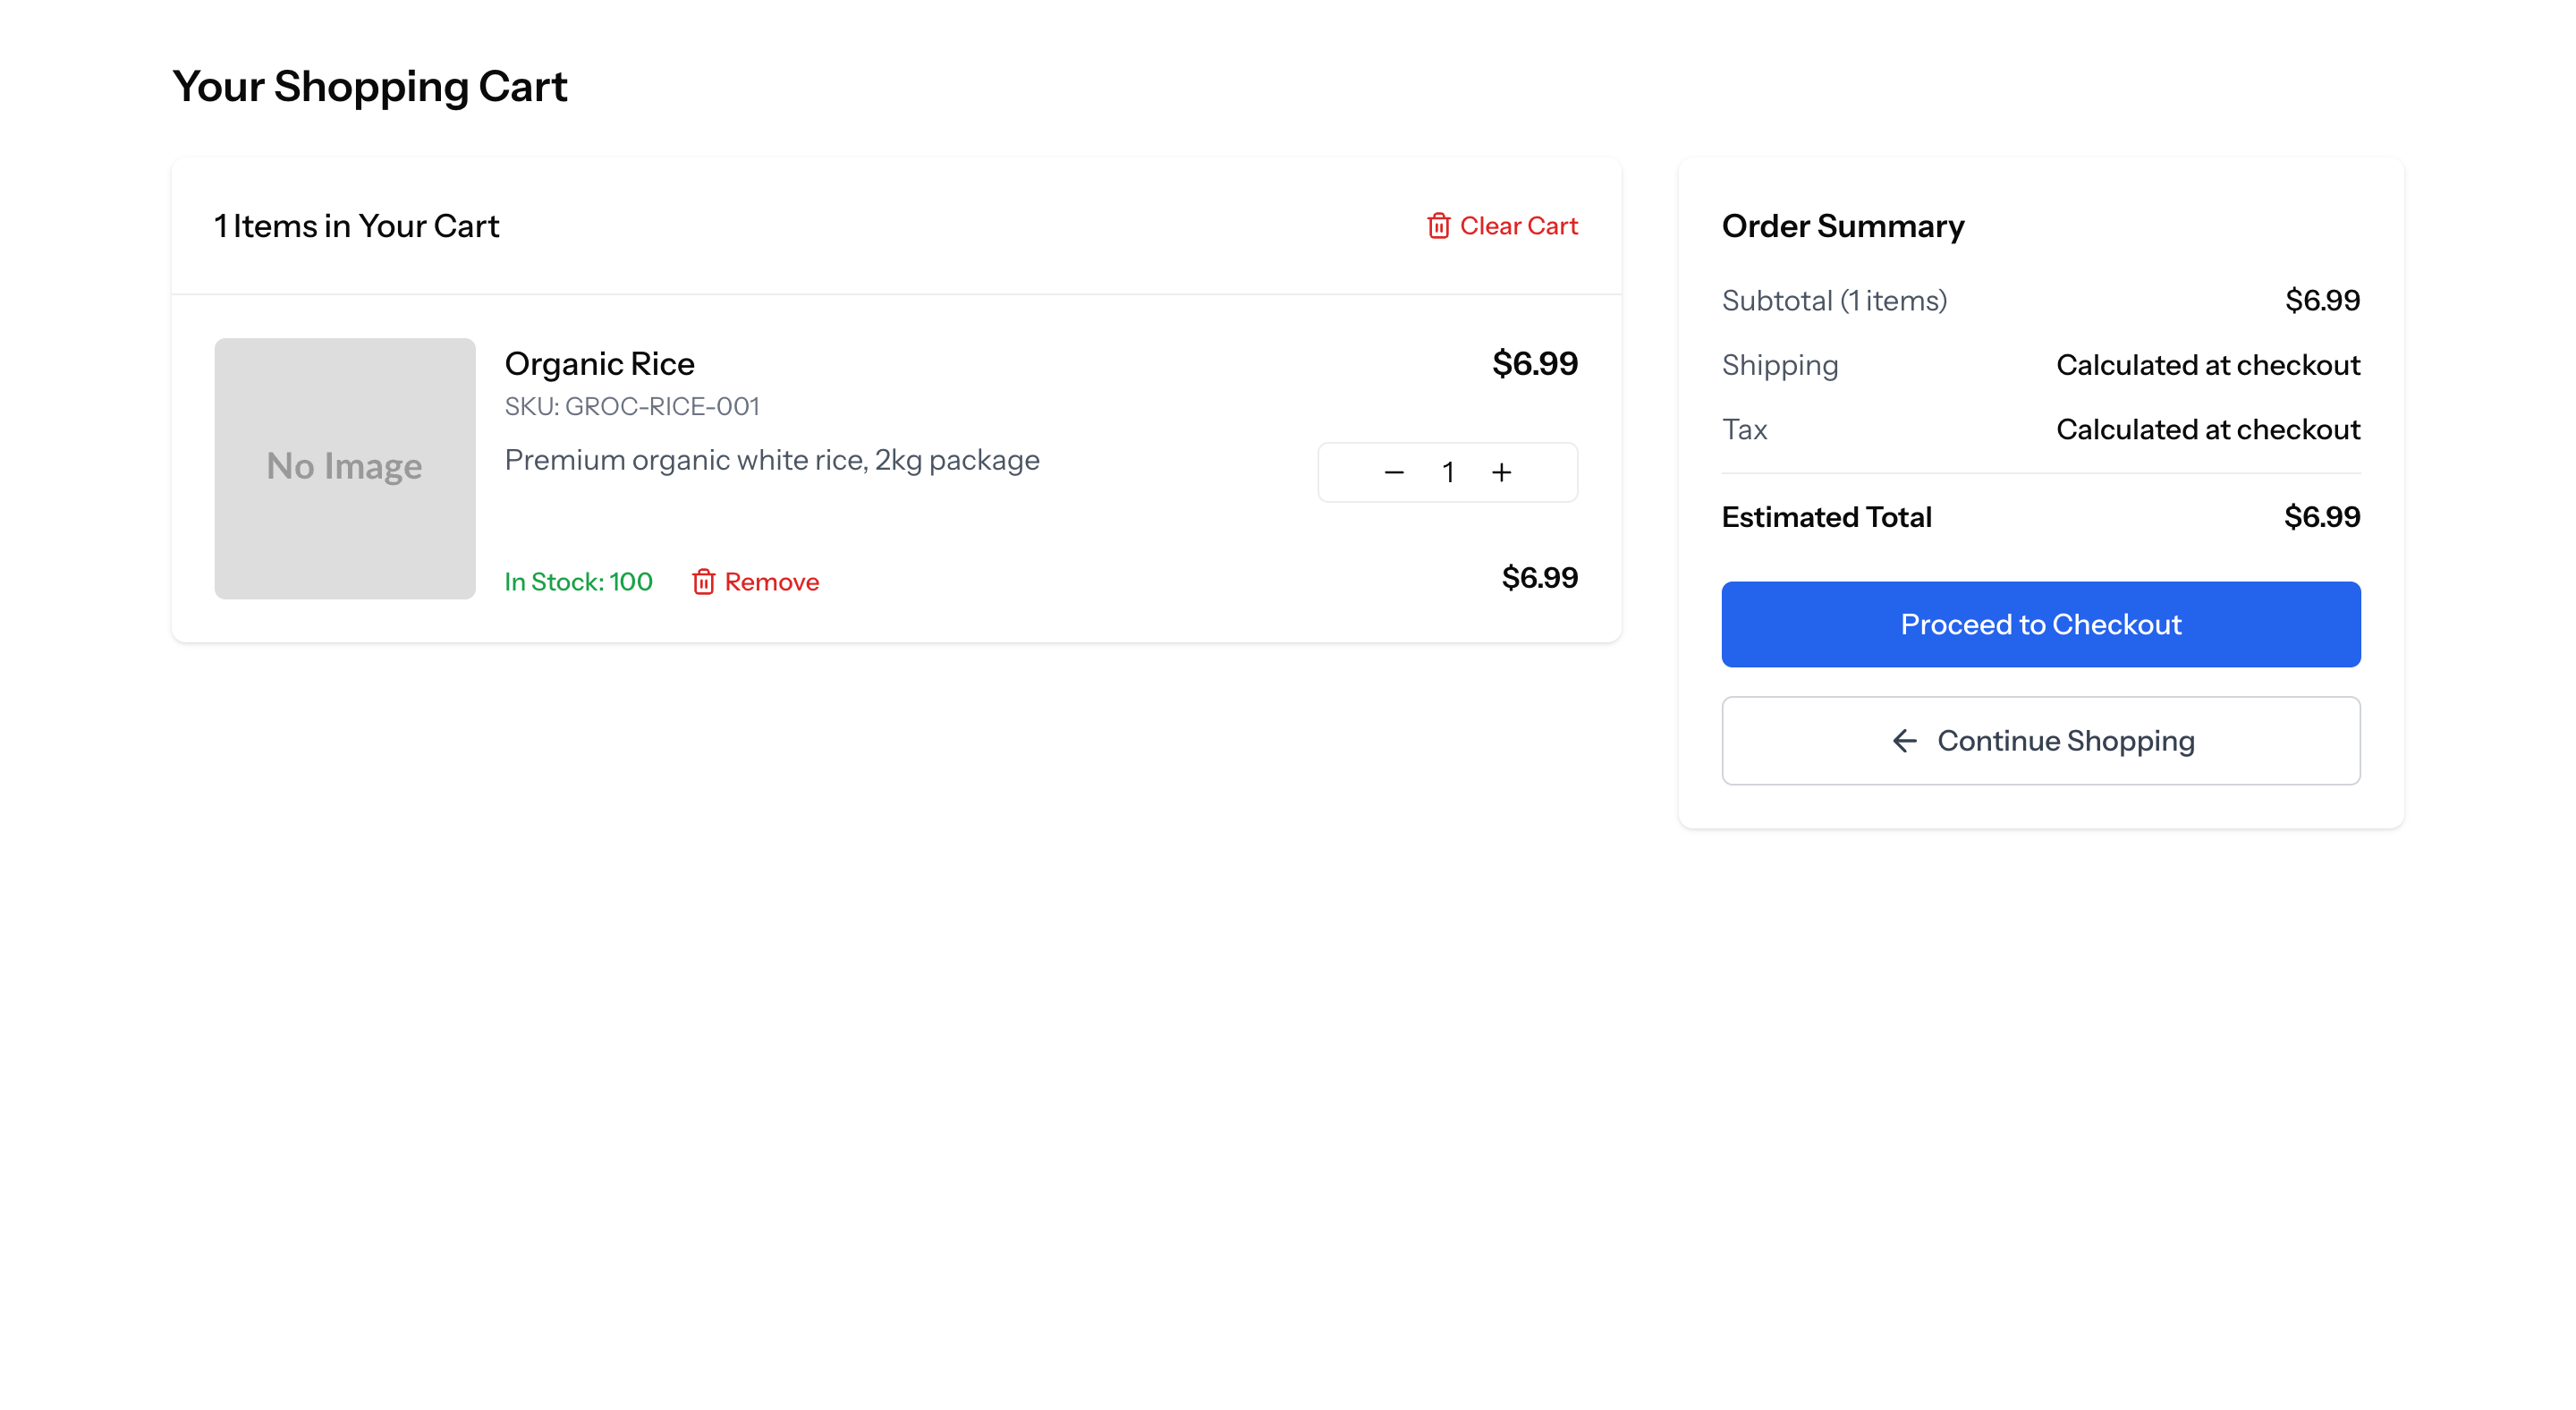 Your Shopping Cart
1 Items in Your Cart
Clear Cart
No Image
Organic Rice
$6.99
SKU: GROC-RICE-001
Premium organic white rice, 2kg package
− 1 +
In Stock: 100
Remove
$6.99
Order Summary
Subtotal (1 items) $6.99
Shipping Calculated at checkout
Tax Calculated at checkout
Estimated Total $6.99
Proceed to Checkout
← Continue Shopping